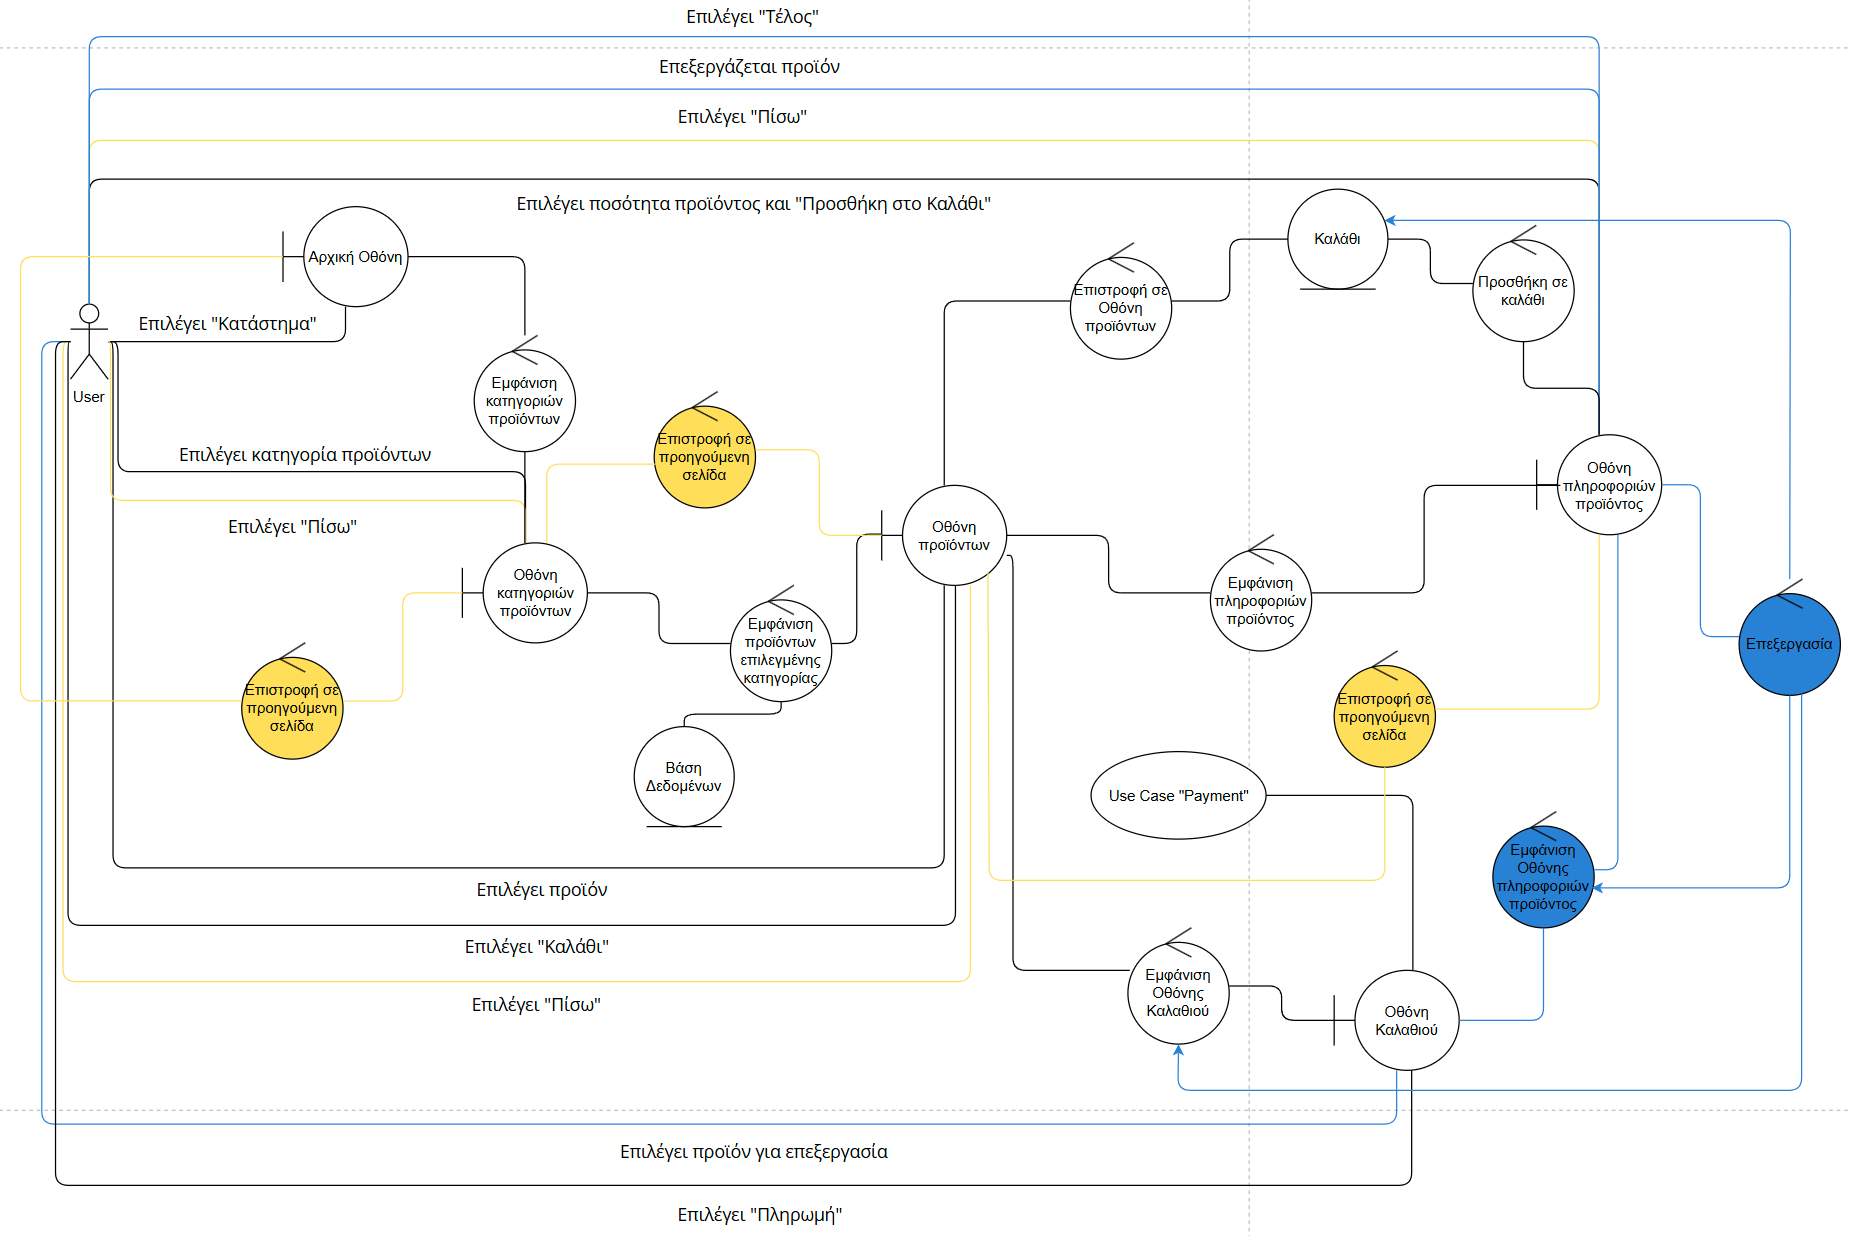 Επιλέγει "Τέλος"
Επεξεργάζεται προϊόν
Επιλέγει "Πίσω"
Επιλέγει ποσότητα προϊόντος και "Προσθήκη στο Καλάθι"
Αρχική Οθόνη
Καλάθι
Προσθήκη σε
καλάθι
Επιστροφή σε
Οθόνη
προϊόντων
Επιλέγει "Κατάστημα"
User
Εμφάνιση
κατηγοριών
προϊόντων
Επιλέγει κατηγορία προϊόντων
Επιστροφή σε
προηγούμενη
σελίδα
Οθόνη
πληροφοριών
προϊόντος
Επιλέγει "Πίσω"
Οθόνη
προϊόντων
Οθόνη
κατηγοριών
προϊόντων
Εμφάνιση
πληροφοριών
προϊόντος
Εμφάνιση
προϊόντων
επιλεγμένης
κατηγορίας
Επεξεργασία
Επιστροφή σε
προηγούμενη
σελίδα
Επιστροφή σε
προηγούμενη
σελίδα
Βάση
Δεδομένων
Use Case "Payment"
Εμφάνιση
Οθόνης
πληροφοριών
προϊόντος
Επιλέγει προϊόν
Επιλέγει "Καλάθι"
Εμφάνιση
Οθόνης
Καλαθιού
Οθόνη
Καλαθιού
Επιλέγει "Πίσω"
Επιλέγει προϊόν για επεξεργασία
Επιλέγει "Πληρωμή"